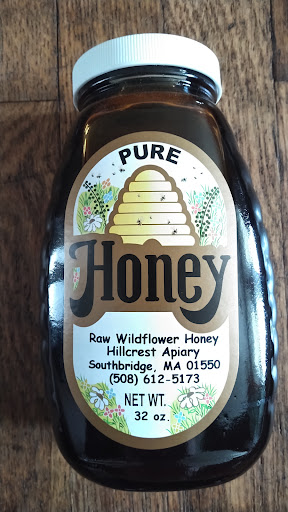 PURE
Honey
Raw Wildflower Honey
Hillcrest Apiary
Southbridge, MA 01550
(508) 612-5173
NET WT.
32 oz.